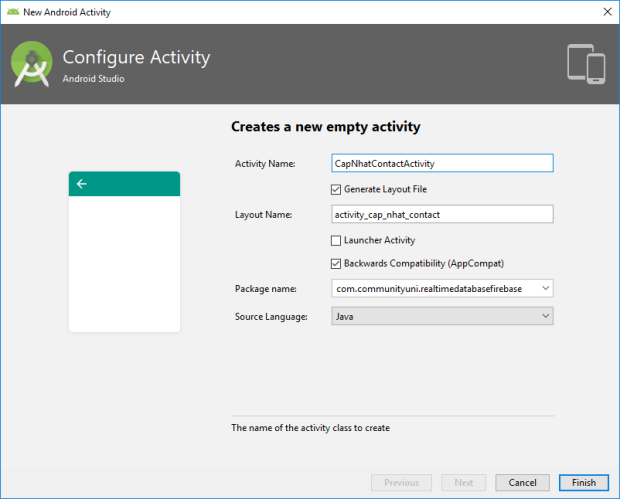 New Android Activity
Configure Activity
Android Studio
Creates a new empty activity
Activity Name: CapNhatContactActivity
Generate Layout File
Layout Name: activity_cap_nhat_contact
Launcher Activity
Backwards Compatibility (AppCompat)
Package name: com.communityuni.realtimedatabasefirebase
Source Language: Java
The name of the activity class to create
Previous Next Cancel Finish